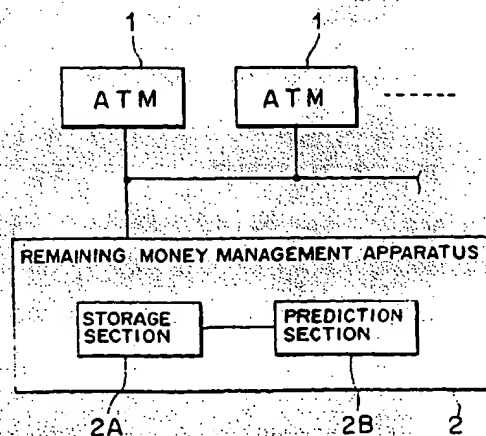 1 1
ATM ATM
REMAINING MONEY MANAGEMENT APPARATUS
STORAGE SECTION
PREDICTION SECTION
2A 2B 2